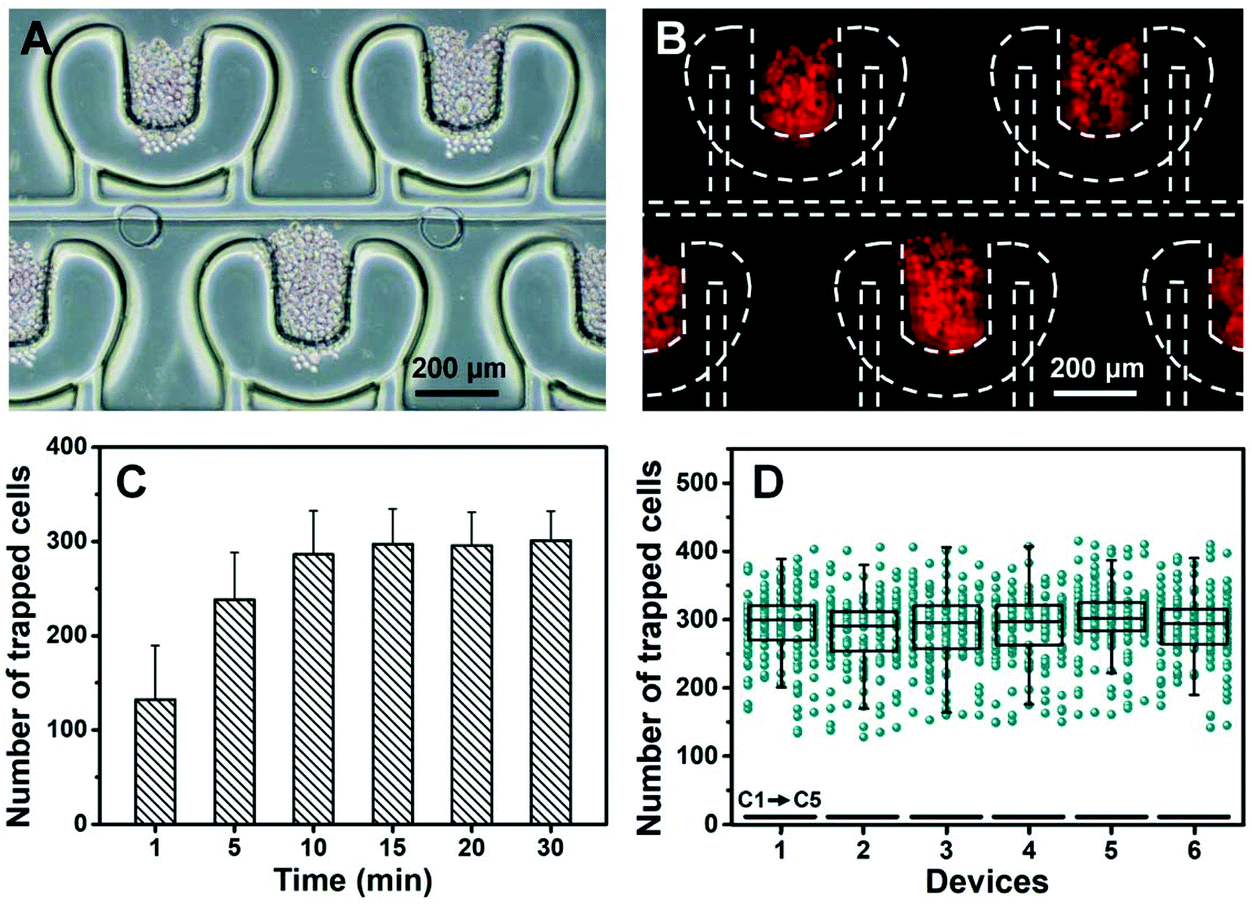 A
B
200 µm
200 µm
Number of trapped cells
400
300
200
100
0
C
1 5 10 15 20 30
Time (min)
Number of trapped cells
500
400
300
200
100
0
D
C1→C5
1 2 3 4 5 6
Devices